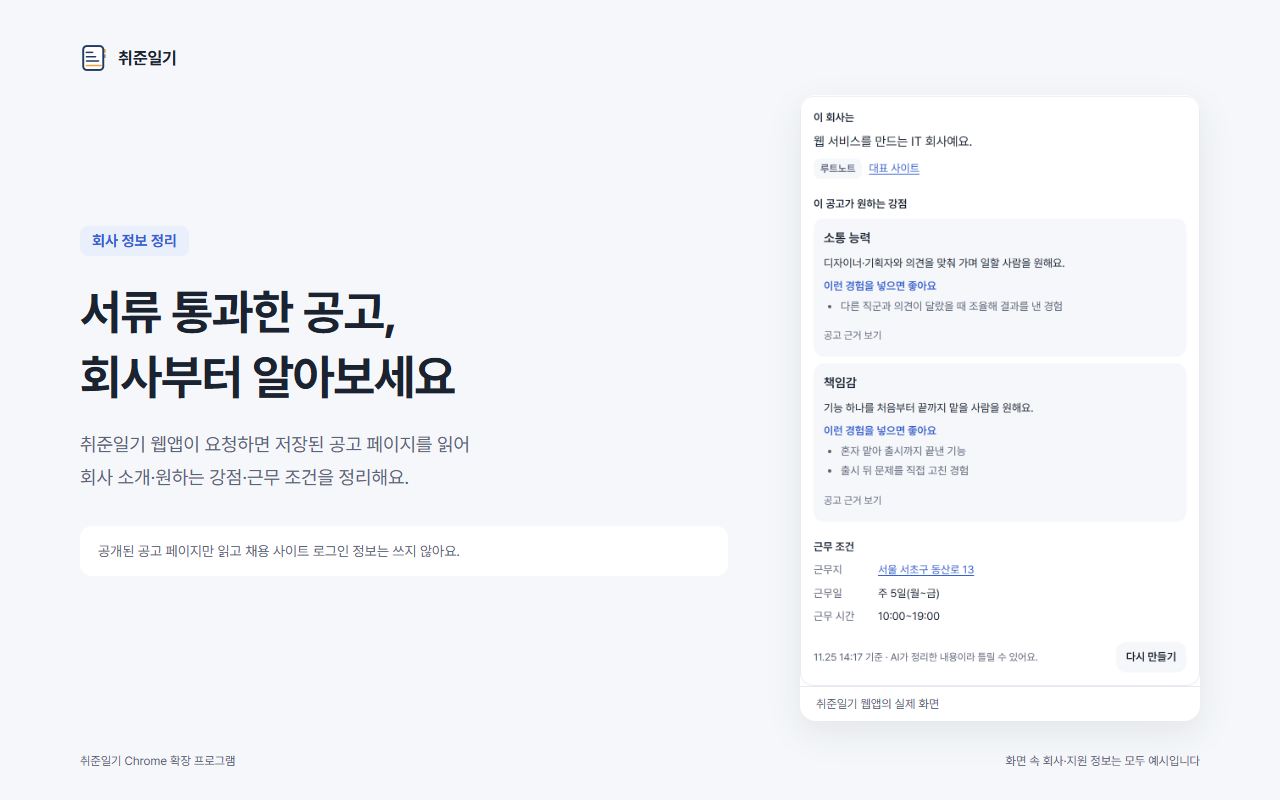 취준일기
회사 정보 정리
서류 통과한 공고,
회사부터 알아보세요
취준일기 웹앱이 요청하면 저장된 공고 페이지를 읽어
회사 소개·원하는 강점·근무 조건을 정리해요.
공개된 공고 페이지만 읽고 채용 사이트 로그인 정보는 쓰지 않아요.
이 회사는
웹 서비스를 만드는 IT 회사예요.
루트노트 대표 사이트
이 공고가 원하는 강점
소통 능력
디자이너·기획자와 의견을 맞춰 가며 일할 사람을 원해요.
이런 경험을 넣으면 좋아요
• 다른 직군과 의견이 달랐을 때 조율해 결과를 낸 경험
공고 근거 보기
책임감
기능 하나를 처음부터 끝까지 맡을 사람을 원해요.
이런 경험을 넣으면 좋아요
• 혼자 맡아 출시까지 끝낸 기능
• 출시 뒤 문제를 직접 고친 경험
공고 근거 보기
근무 조건
근무지 서울 서초구 동산로 13
근무일 주 5일(월~금)
근무 시간 10:00~19:00
11.25 14:17 기준 · AI가 정리한 내용이라 틀릴 수 있어요. 다시 만들기
취준일기 웹앱의 실제 화면
취준일기 Chrome 확장 프로그램
화면 속 회사·지원 정보는 모두 예시입니다